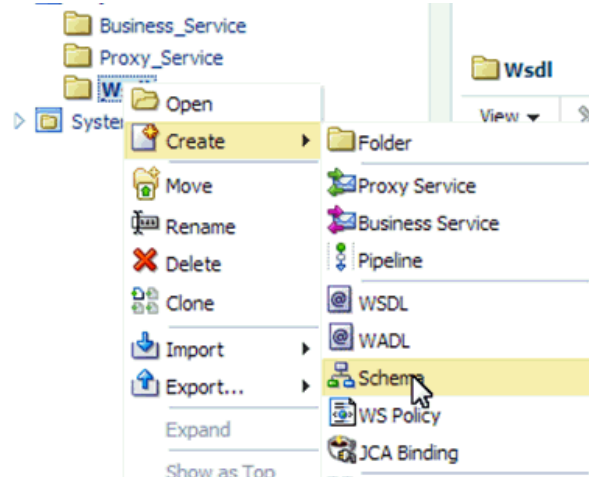 Business_Service
Proxy_Service
Wsdl
View
Open
Create
Move
Rename
Delete
Clone
Import
Export...
Expand
Show as Top
Folder
Proxy Service
Business Service
Pipeline
WSDL
WADL
Schema
WS Policy
JCA Binding